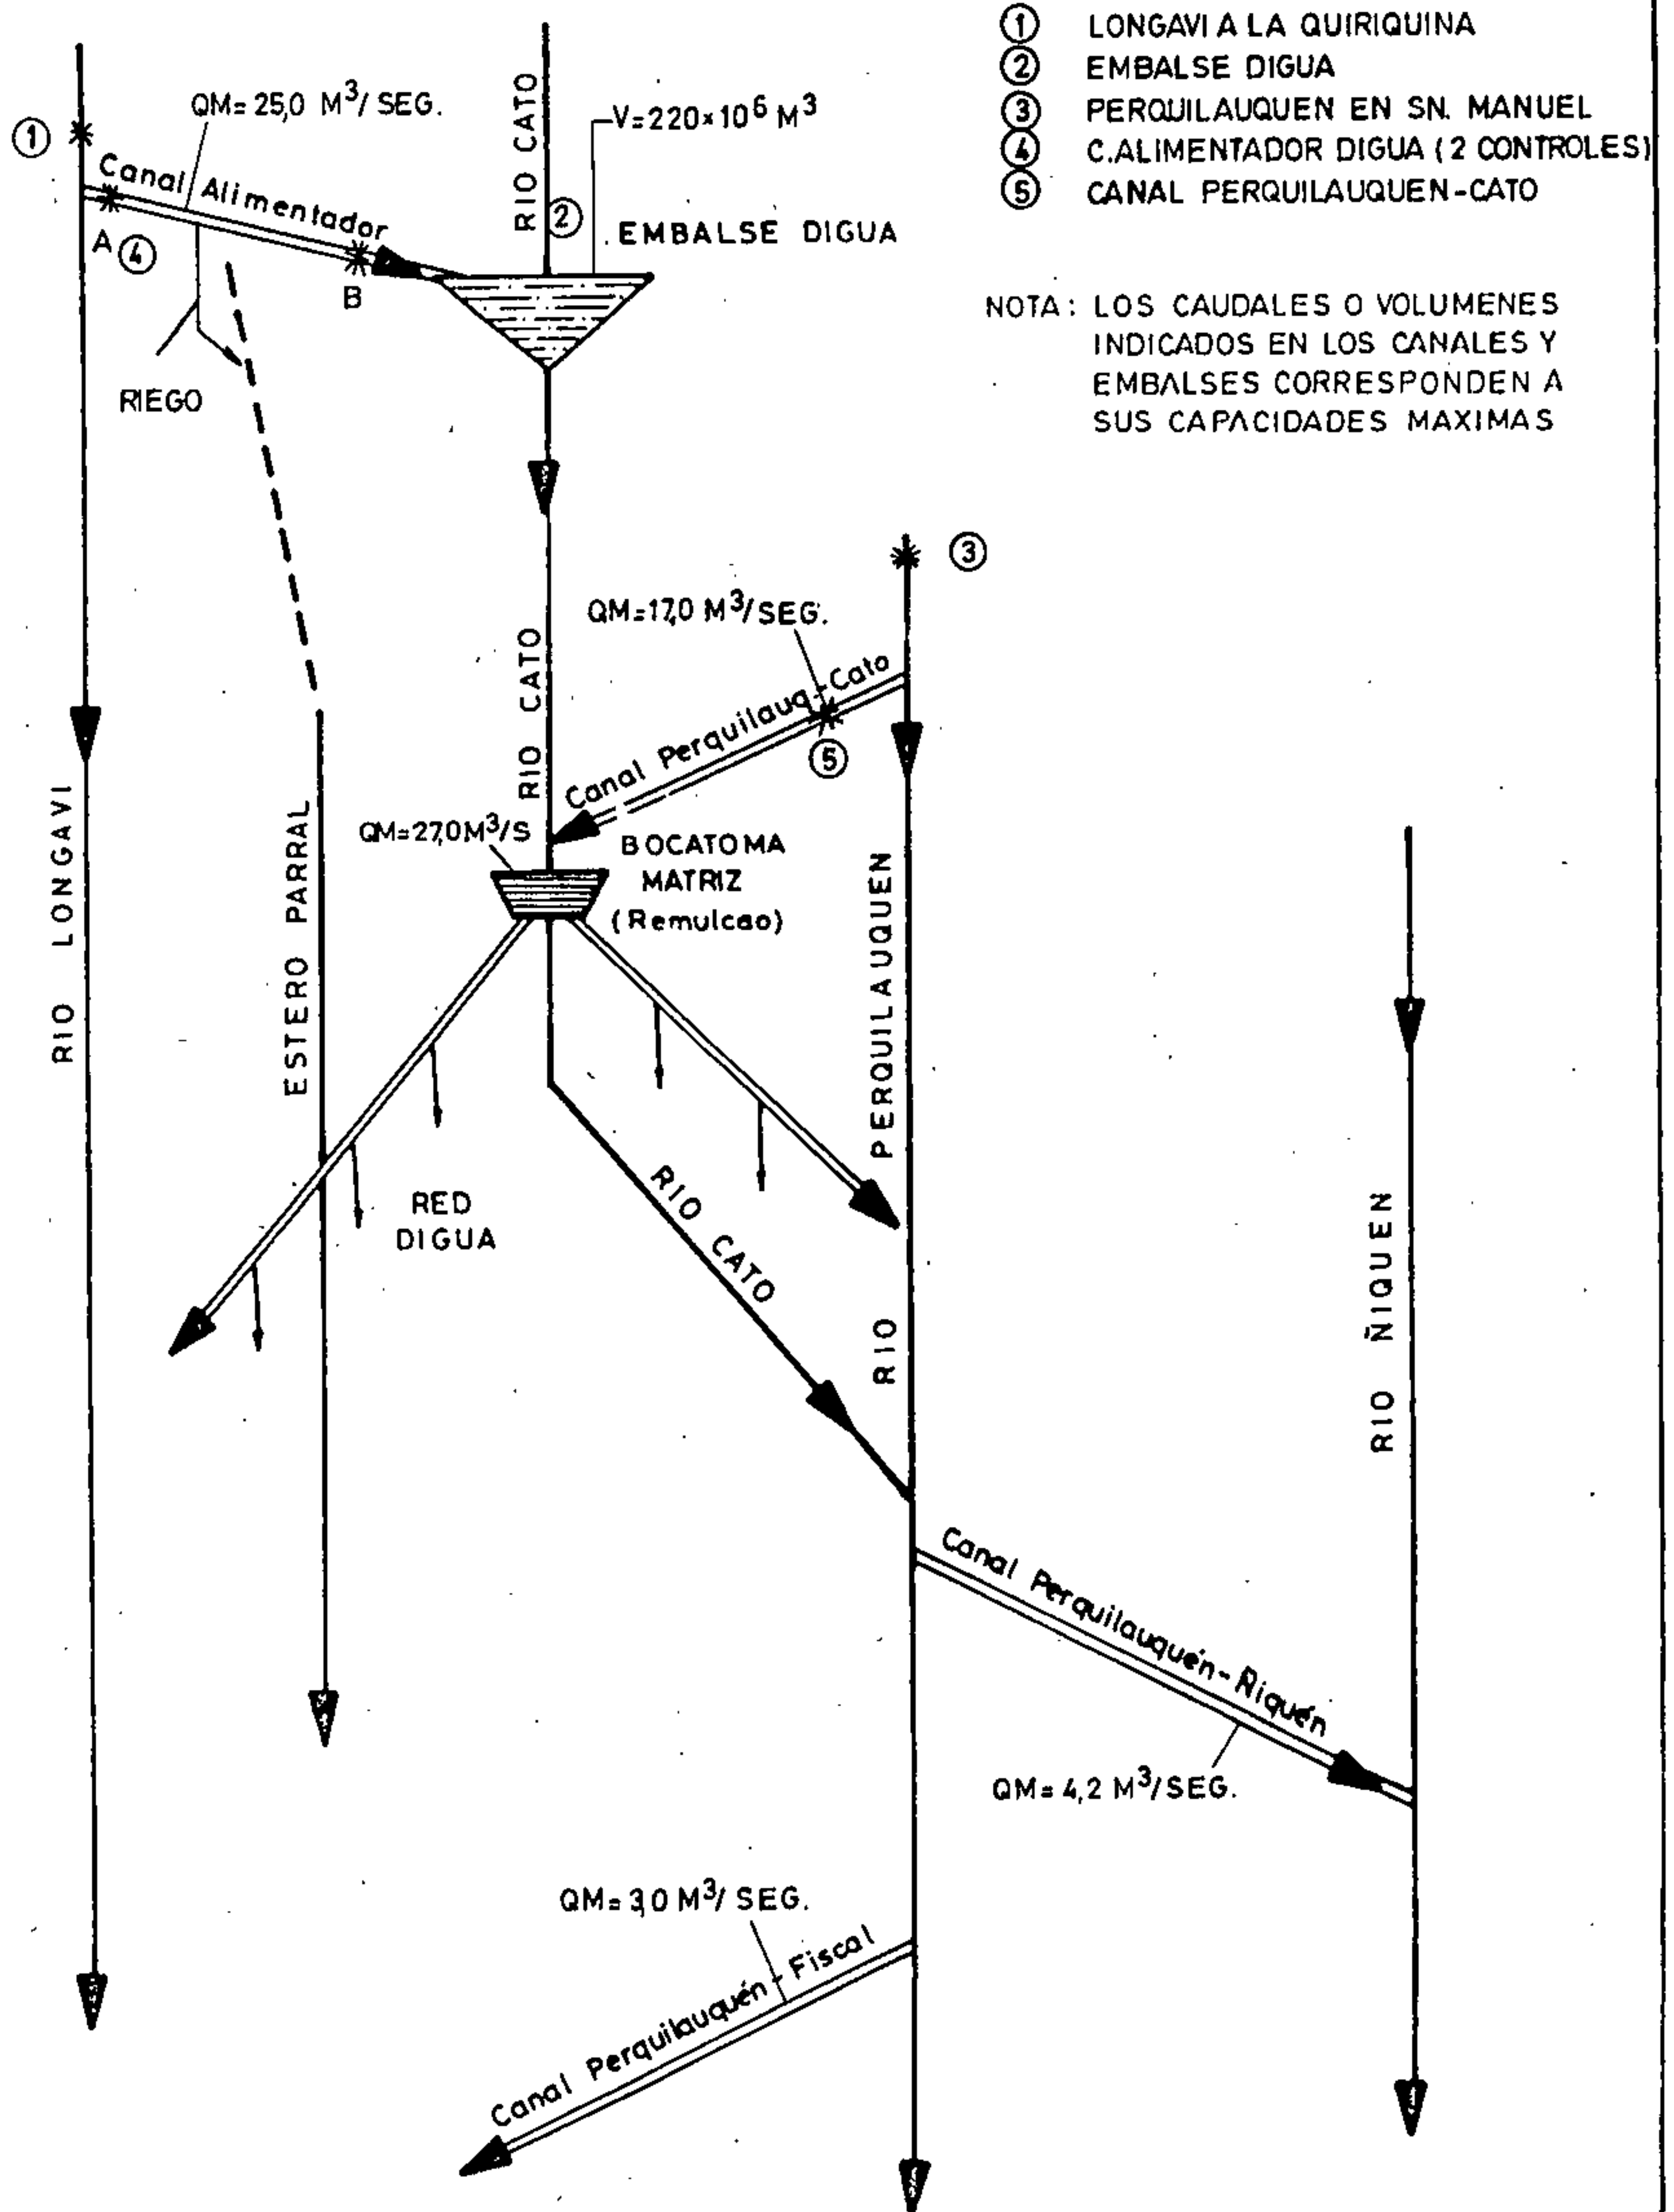 ① LONGAVI A LA QUIRIQUINA
② EMBALSE DIGUA
③ PERQUILAUQUEN EN SN. MANUEL
④ C.ALIMENTADOR DIGUA (2 CONTROLES)
⑤ CANAL PERQUILAUQUEN-CATO
NOTA: LOS CAUDALES O VOLUMENES
INDICADOS EN LOS CANALES Y
EMBALSES CORRESPONDEN A
SUS CAPACIDADES MAXIMAS
①
QM=25,0 M³/SEG.
Canal Alimentador
A ④
B
RIEGO
RIO CATO
②
V=220×10⁶ M³
EMBALSE DIGUA
③
QM=17,0 M³/SEG.
Canal Perquilauq-Cato
⑤
RIO CATO
QM=27,0 M³/S
BOCATOMA
MATRIZ
(Remulcao)
RIO LONGAVI
ESTERO PARRAL
RIO PERQUILAUQUEN
RED
DIGUA
RIO CATO
RIO ÑIQUEN
Canal Perquilauquén-Ñiquén
QM=4,2 M³/SEG.
QM=3,0 M³/SEG.
Canal Perquilauquén-Fiscal